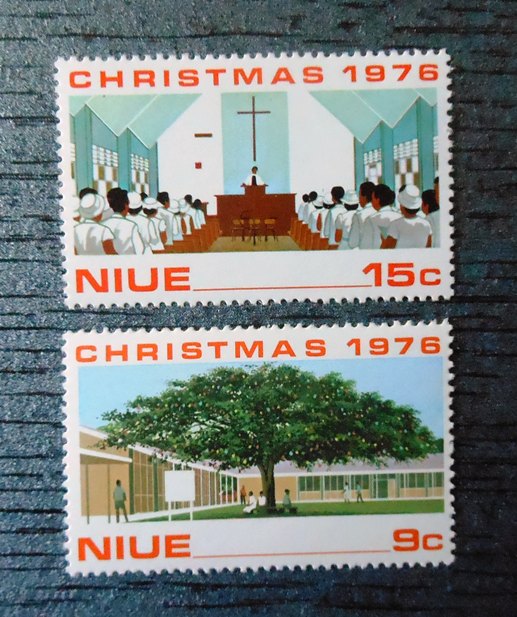 CHRISTMAS 1976
NIUE 15c
CHRISTMAS 1976
NIUE 9c